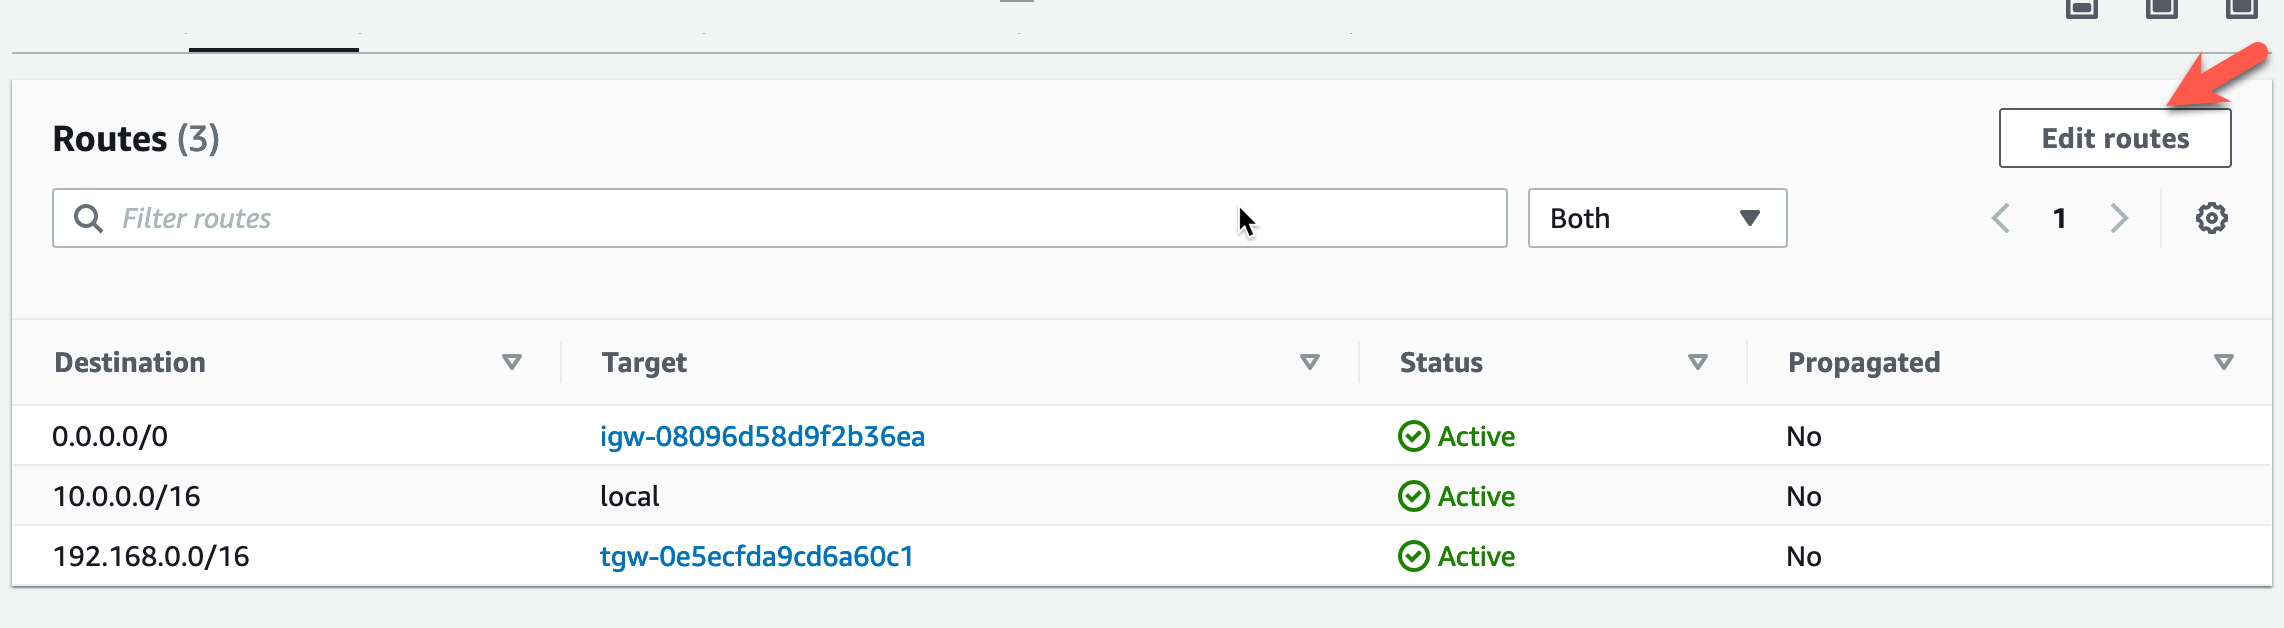 Routes (3)
Edit routes
Filter routes
Both
1
Destination Target Status Propagated
0.0.0.0/0 igw-08096d58d9f2b36ea Active No
10.0.0.0/16 local Active No
192.168.0.0/16 tgw-0e5ecfda9cd6a60c1 Active No